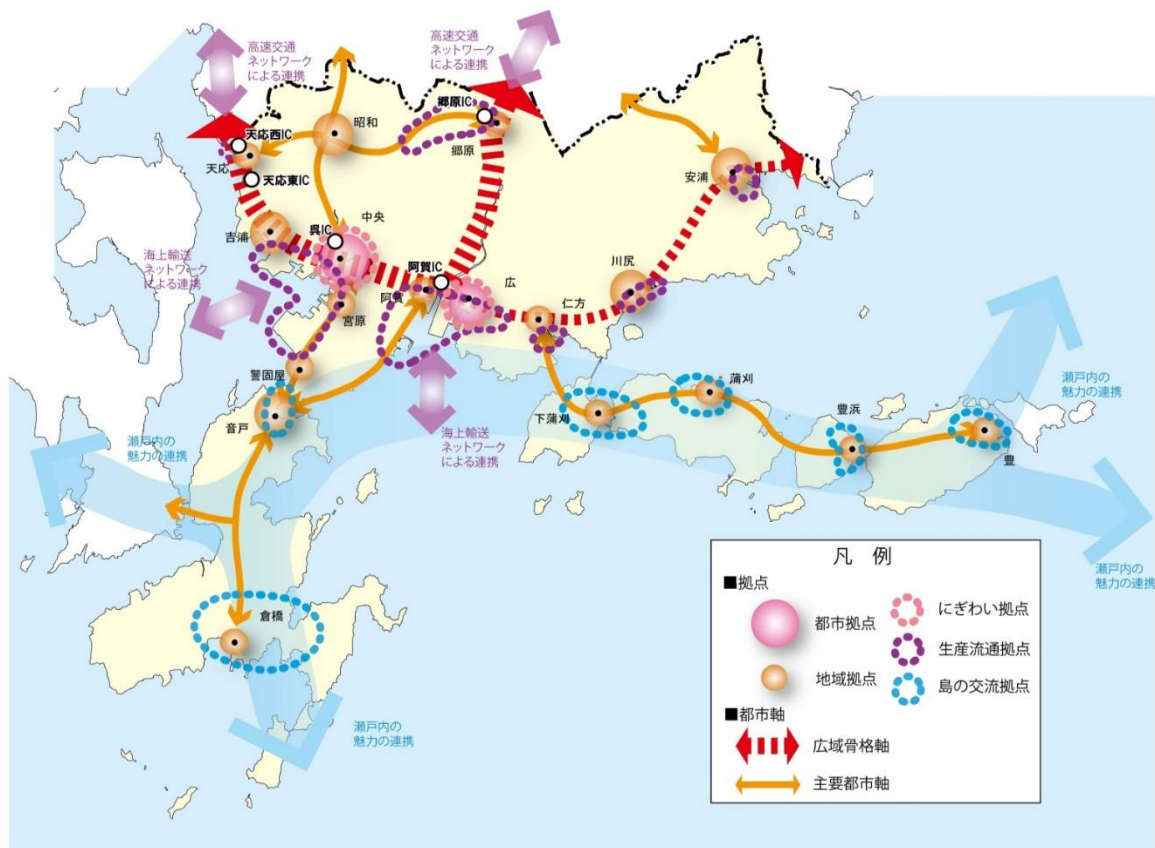 高速交通
ネットワーク
による連携
高速交通
ネットワーク
による連携
郷原IC
昭和
郷原
天応西IC
天応
天応東IC
安浦
中央
呉IC
吉浦
海上輸送
ネットワーク
による連携
阿賀IC
川尻
広
阿賀
仁方
宮原
警固屋
蒲刈
瀬戸内の
魅力の連携
音戸
下蒲刈
豊浜
豊
海上輸送
ネットワーク
による連携
瀬戸内の
魅力の連携
瀬戸内の
魅力の連携
倉橋
瀬戸内の
魅力の連携
凡 例
■拠点
都市拠点
にぎわい拠点
生産流通拠点
地域拠点
島の交流拠点
■都市軸
広域骨格軸
主要都市軸